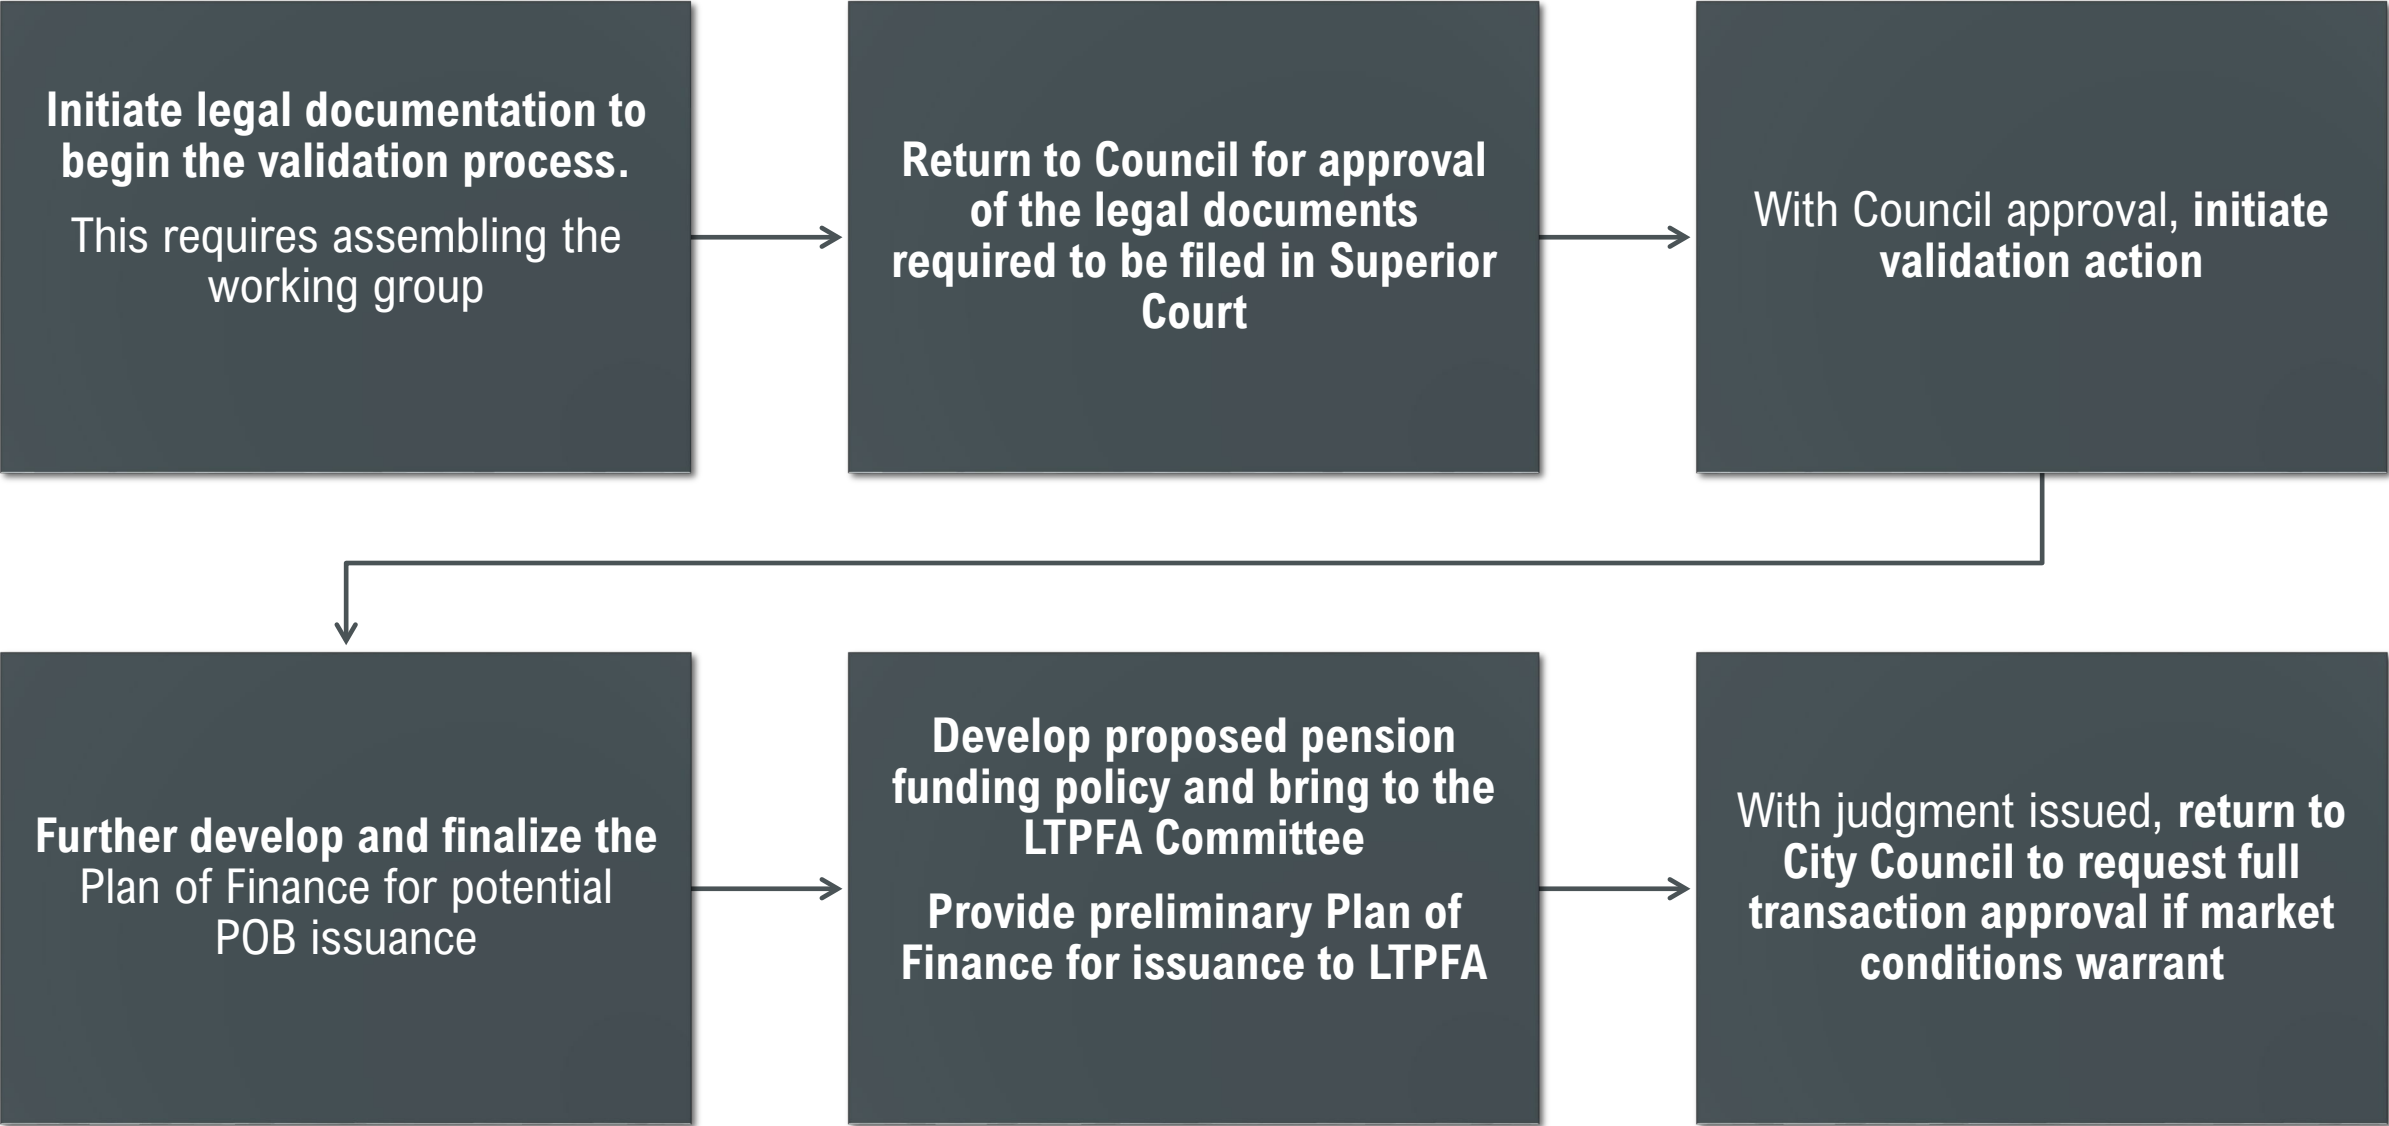 Initiate legal documentation to
begin the validation process.
This requires assembling the
working group
Return to Council for approval
of the legal documents
required to be filed in Superior
Court
With Council approval, initiate
validation action
Further develop and finalize the
Plan of Finance for potential
POB issuance
Develop proposed pension
funding policy and bring to the
LTPFA Committee
Provide preliminary Plan of
Finance for issuance to LTPFA
With judgment issued, return to
City Council to request full
transaction approval if market
conditions warrant